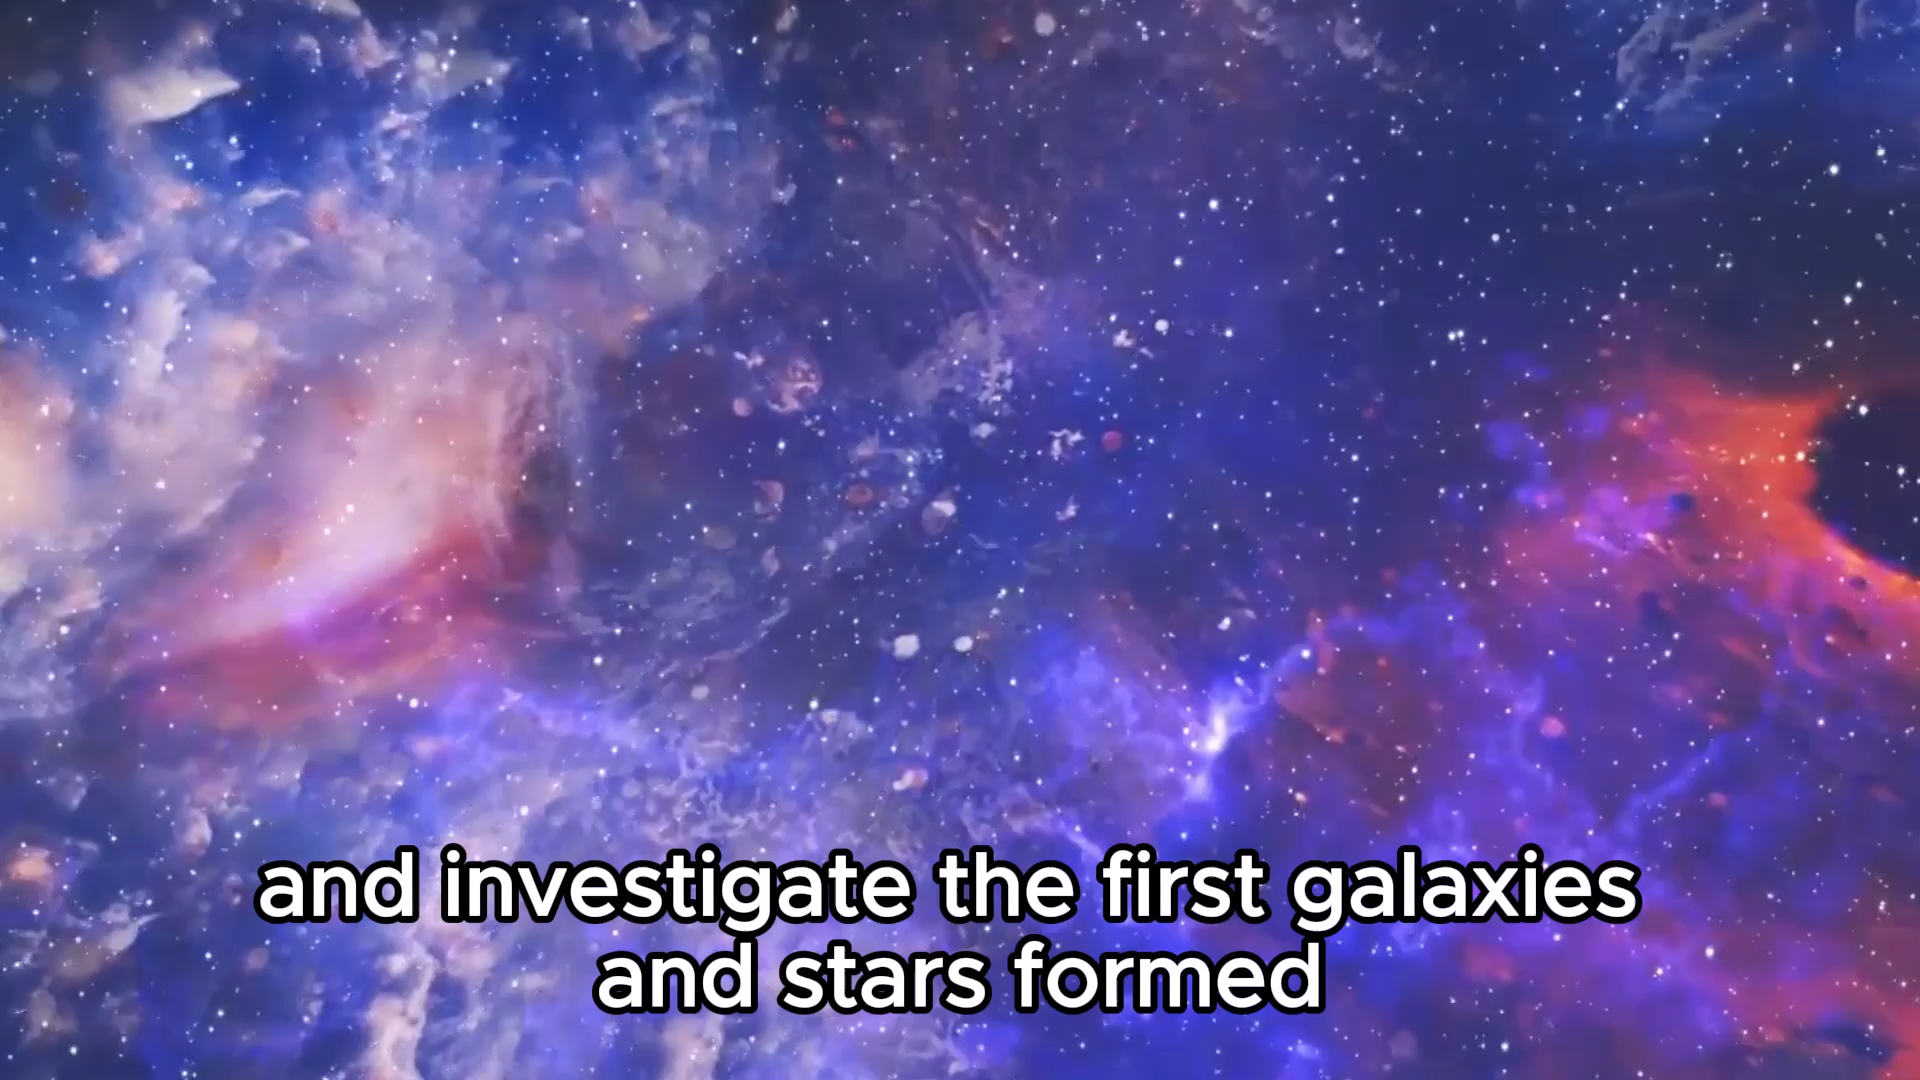 and investigate the first galaxies
and stars formed